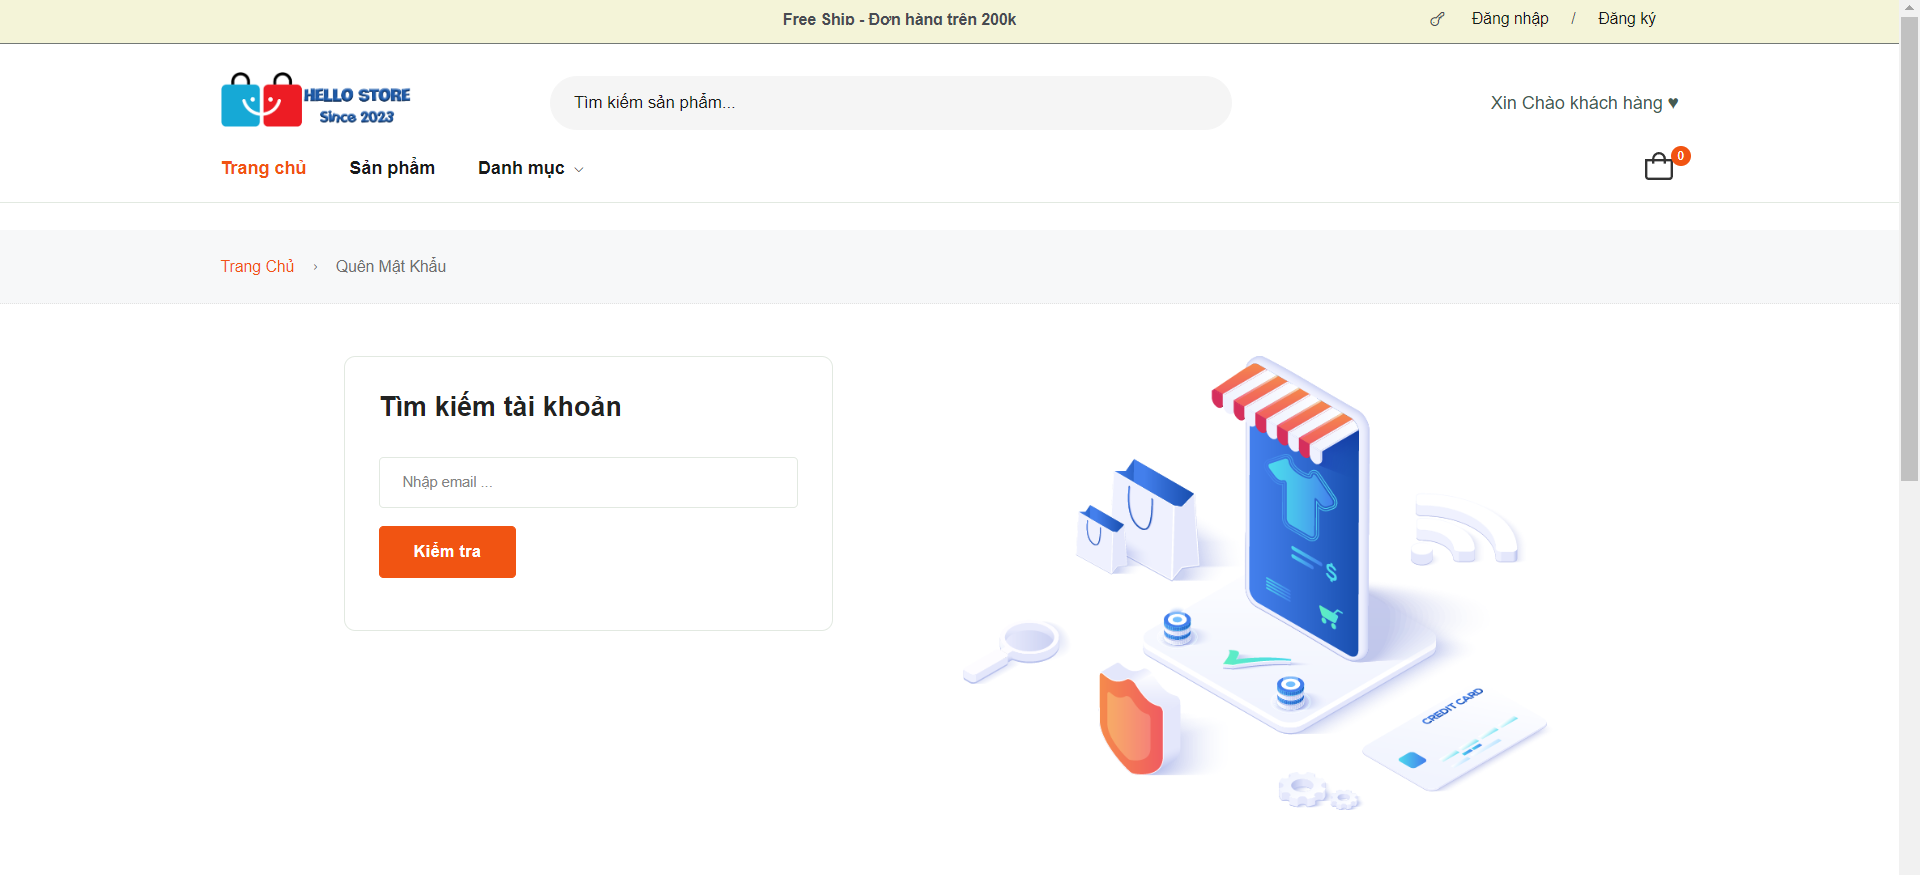 Free Ship - Đơn hàng trên 200k
Đăng nhập / Đăng ký
HELLO STORE
Since 2023
Tìm kiếm sản phẩm...
Xin Chào khách hàng ♥
Trang chủ Sản phẩm Danh mục
0
Trang Chủ › Quên Mật Khẩu
Tìm kiếm tài khoản
Nhập email ...
Kiểm tra
$
CREDIT CARD